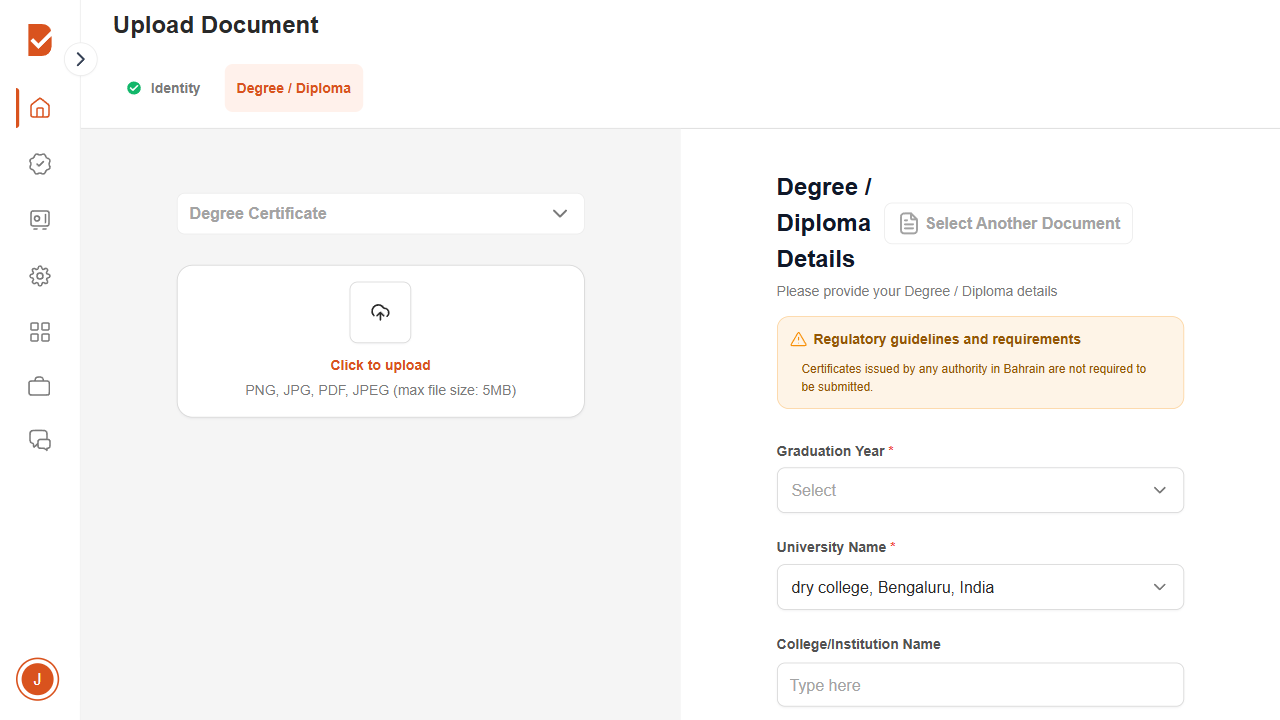 Upload Document
Identity
Degree / Diploma
Degree Certificate
Click to upload
PNG, JPG, PDF, JPEG (max file size: 5MB)
Degree /
Diploma
Details
Select Another Document
Please provide your Degree / Diploma details
Regulatory guidelines and requirements
Certificates issued by any authority in Bahrain are not required to
be submitted.
Graduation Year *
Select
University Name *
dry college, Bengaluru, India
College/Institution Name
Type here
J